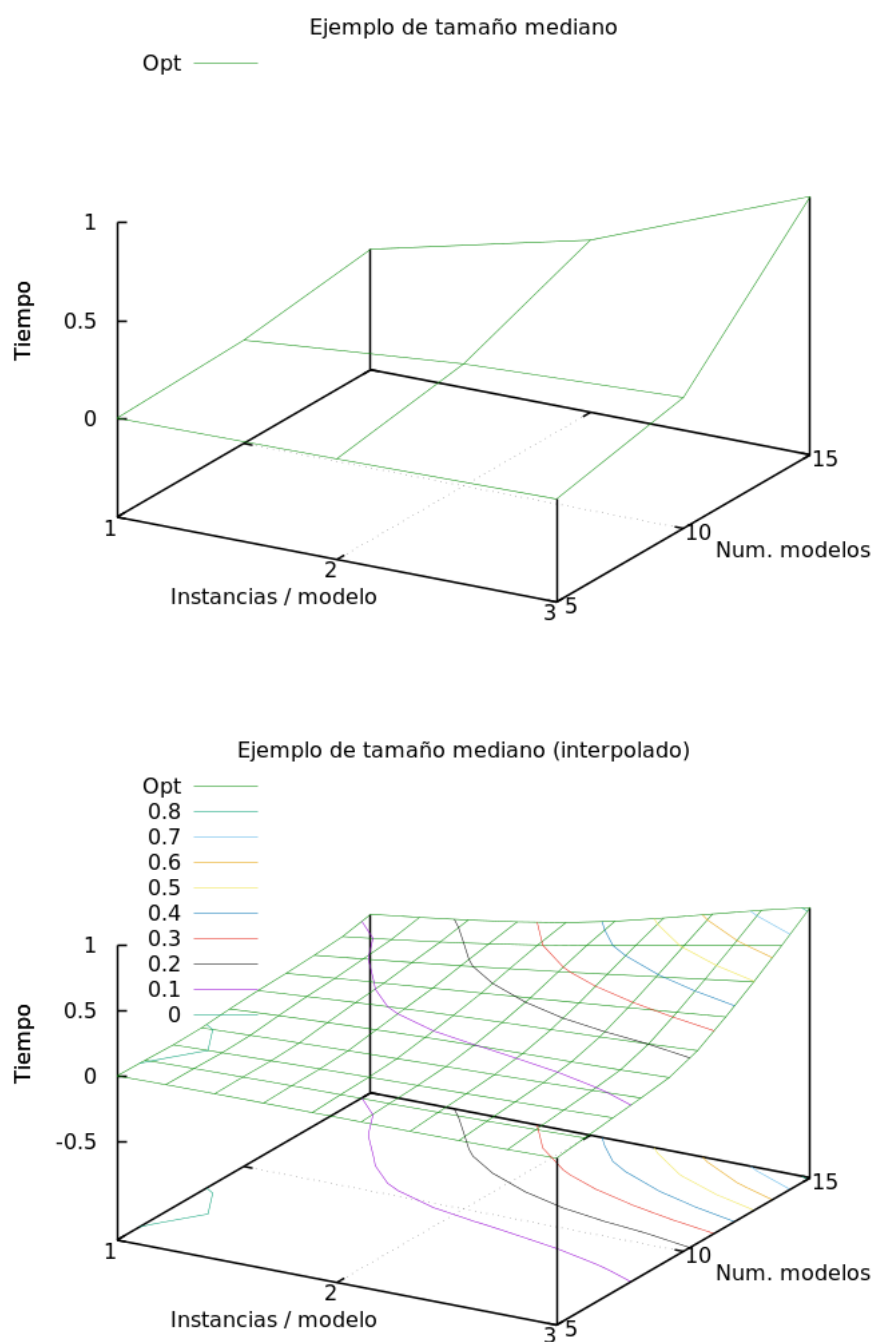 Ejemplo de tamaño mediano
Opt
1
0.5
0
Tiempo
1
2
3
Instancias / modelo
5
10
15
Num. modelos
Ejemplo de tamaño mediano (interpolado)
Opt
0.8
0.7
0.6
0.5
0.4
0.3
0.2
0.1
0
1
0.5
0
-0.5
Tiempo
1
2
3
Instancias / modelo
5
10
15
Num. modelos